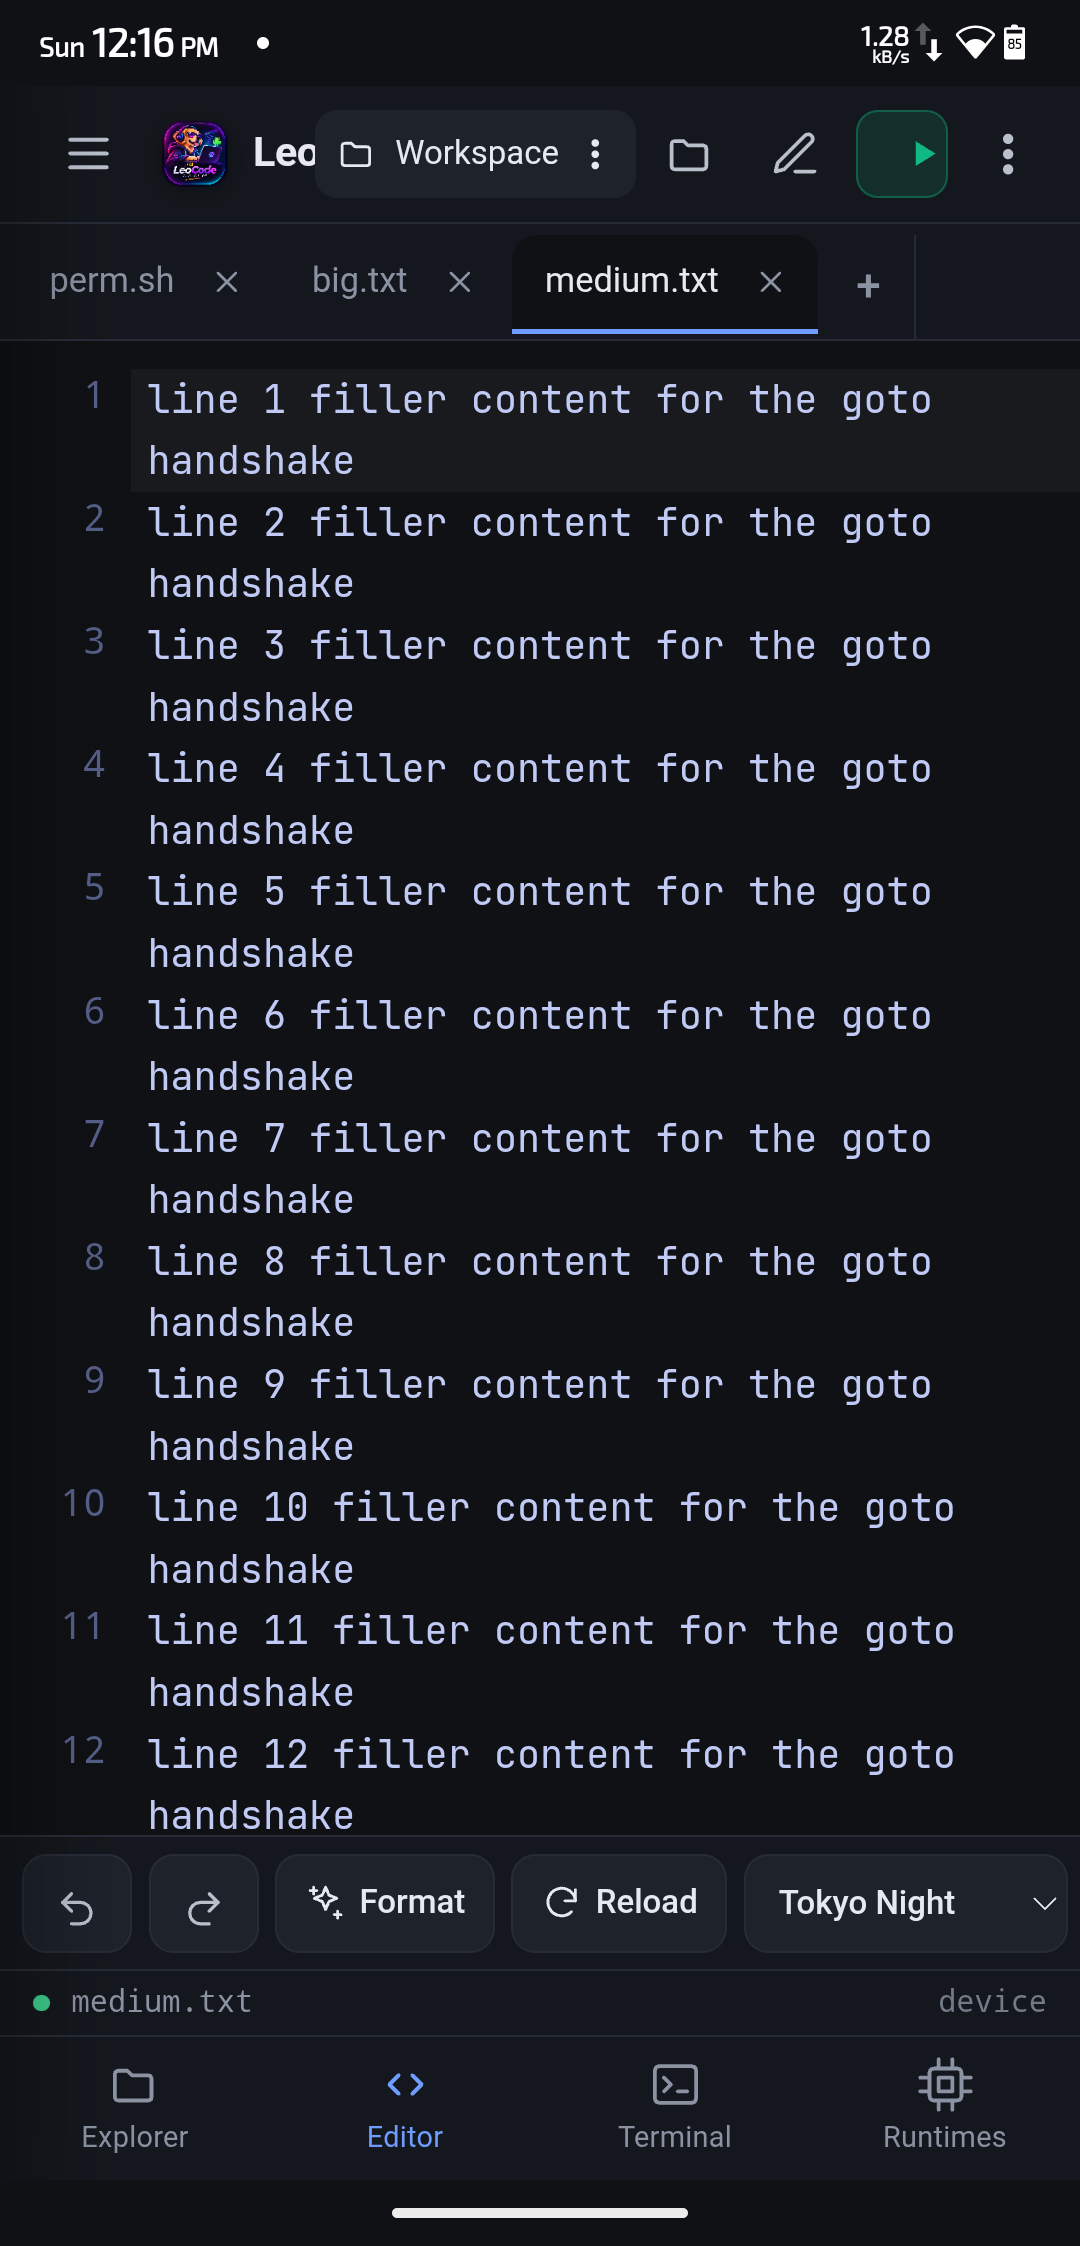 Sun 12:16 PM
1.28 kB/s
85
LeoCode
Leo
Workspace
perm.sh
big.txt
medium.txt
+
1 line 1 filler content for the goto
handshake
2 line 2 filler content for the goto
handshake
3 line 3 filler content for the goto
handshake
4 line 4 filler content for the goto
handshake
5 line 5 filler content for the goto
handshake
6 line 6 filler content for the goto
handshake
7 line 7 filler content for the goto
handshake
8 line 8 filler content for the goto
handshake
9 line 9 filler content for the goto
handshake
10 line 10 filler content for the goto
handshake
11 line 11 filler content for the goto
handshake
12 line 12 filler content for the goto
handshake
Format
Reload
Tokyo Night
medium.txt
device
Explorer
Editor
Terminal
Runtimes